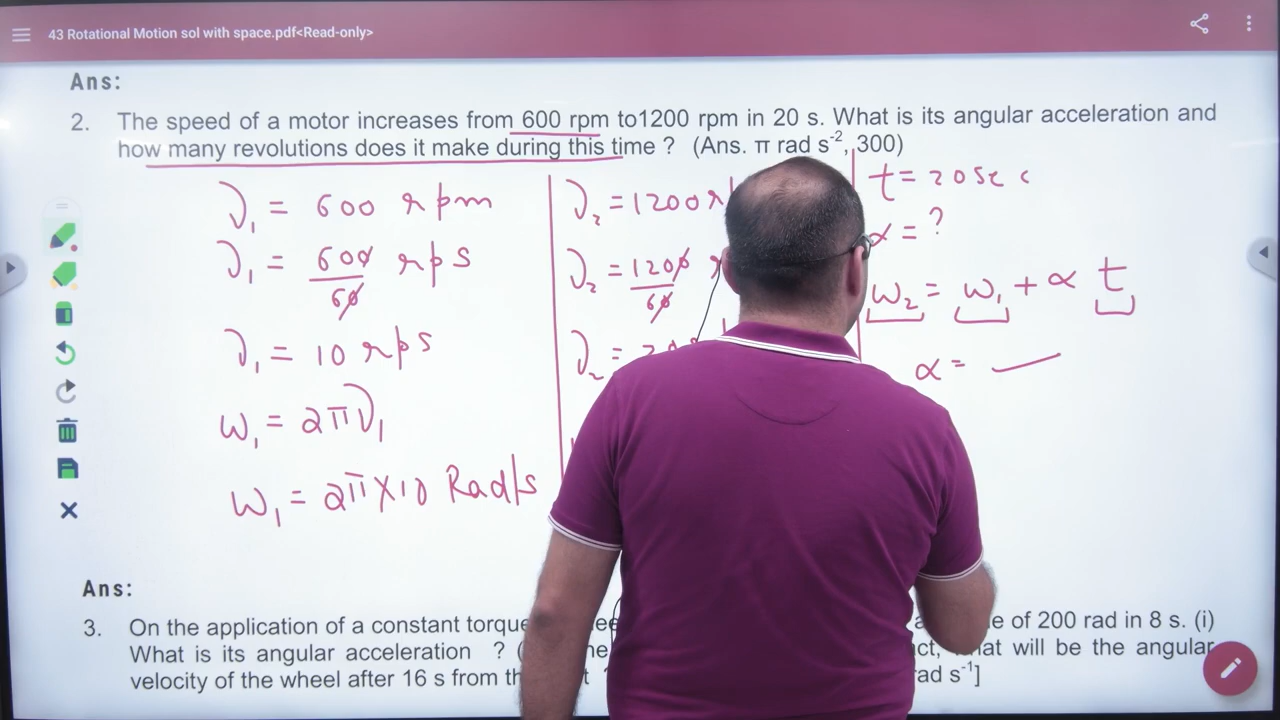 43 Rotational Motion sol with space.pdf<Read-only>
Ans:
2. The speed of a motor increases from 600 rpm to1200 rpm in 20 s. What is its angular acceleration and
how many revolutions does it make during this time ? (Ans. π rad s-2, 300)
ν1 = 600 rpm
ν1 = 600/60 rps
ν1 = 10 rps
ω1 = 2πν1
ω1 = 2π×10 Rad/s
ν2 = 1200 r
ν2 = 1200/60
ν2 = 20
t = 20 sec
α = ?
ω2 = ω1 + α t
α =
Ans:
3. On the application of a constant torque of 200 rad in 8 s. (i)
What is its angular acceleration ? will be the angular
velocity of the wheel after 16 s from rad s-1]